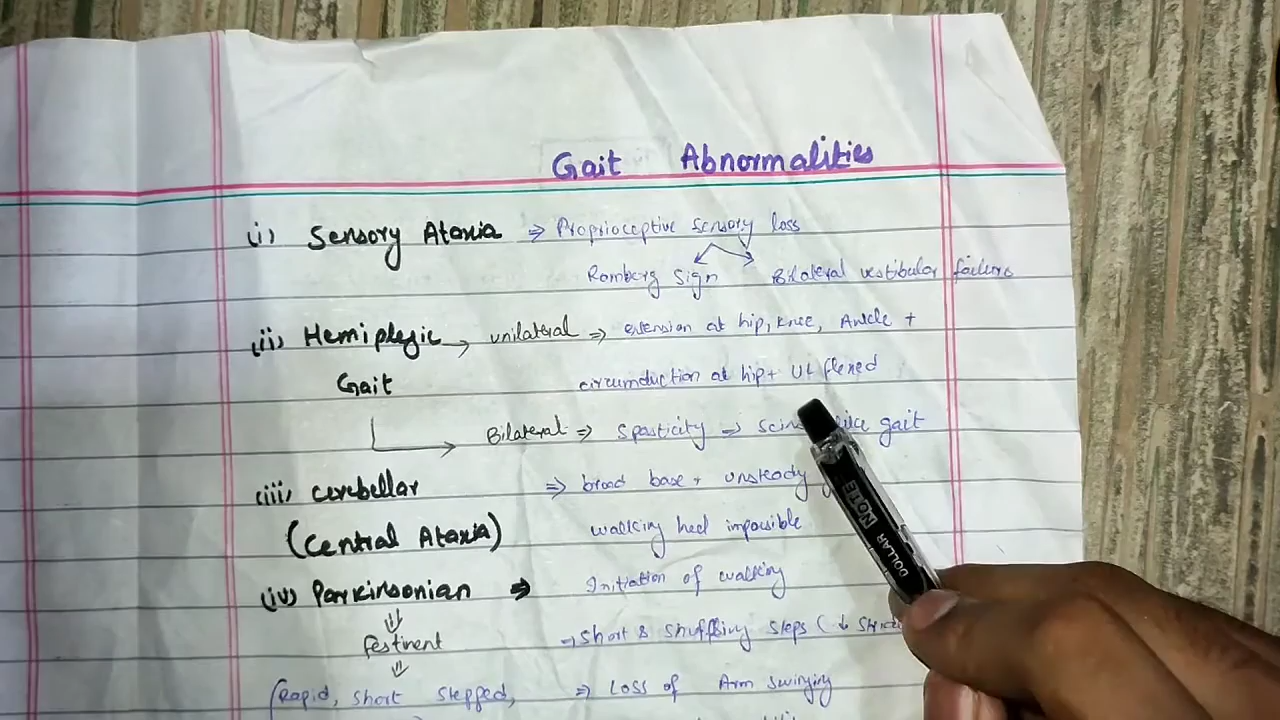 Gait Abnormalities
(i) Sensory Ataxia ⇒ Proprioceptive sensory loss
Romberg Sign Bilateral vestibular failure
(ii) Hemiplegic → unilateral ⇒ extension at hip, knee, Ankle +
Gait circumduction at hip + UL flexed
Bilateral ⇒ spasticity ⇒ gait
(iii) cerebellar ⇒ broad base + unsteady
(Central Ataxia) walking heel impossible
(iv) Parkinsonian ⇒ Initiation of walking
festinent ⇒ short & shuffling steps (↓
(Rapid, short stepped, ⇒ Loss of Arm swinging
DOLLAR NOTE